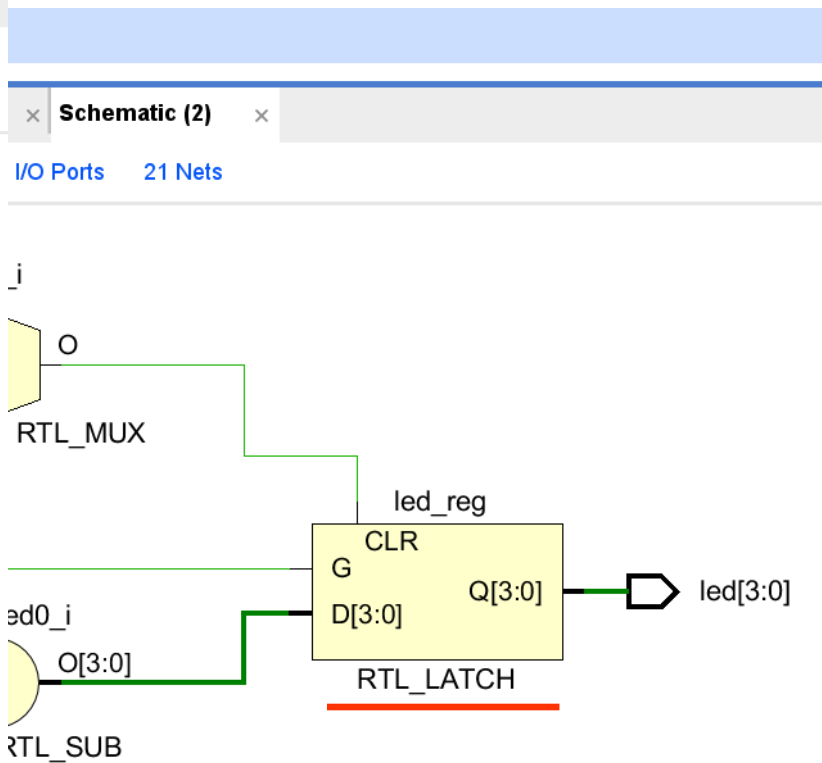 Schematic (2)
I/O Ports 21 Nets
_i
O
RTL_MUX
led_reg
CLR
G
D[3:0]
Q[3:0]
led[3:0]
ed0_i
O[3:0]
RTL_LATCH
RTL_SUB